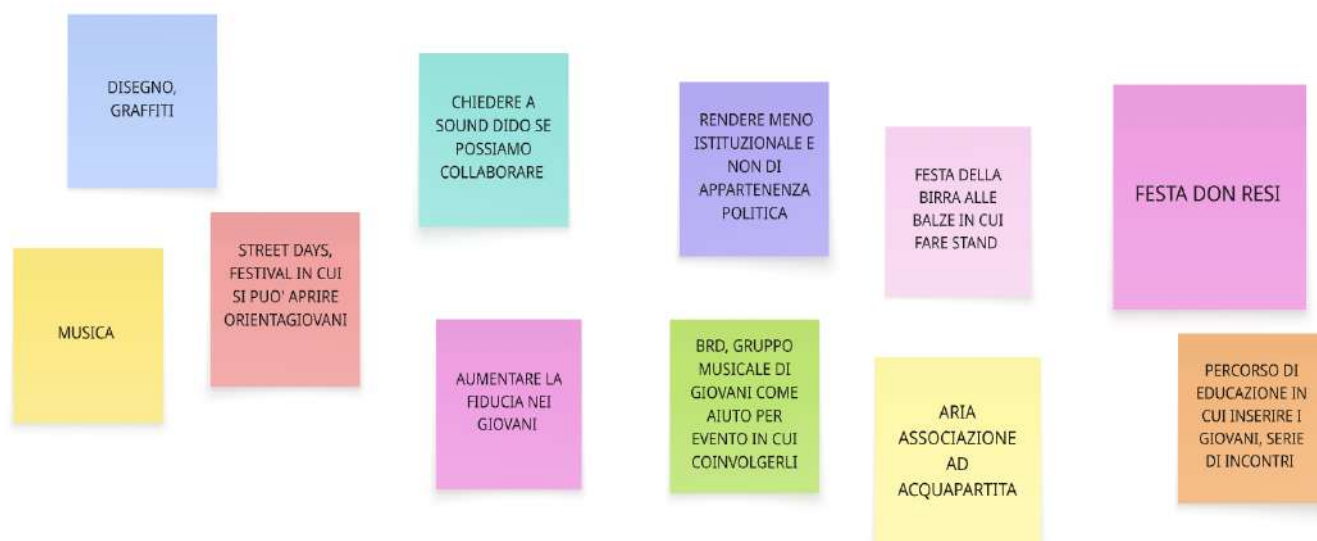 DISEGNO,
GRAFFITI
MUSICA
STREET DAYS,
FESTIVAL IN CUI
SI PUO' APRIRE
ORIENTAGIOVANI
CHIEDERE A
SOUND DIDO SE
POSSIAMO
COLLABORARE
AUMENTARE LA
FIDUCIA NEI
GIOVANI
RENDERE MENO
ISTITUZIONALE E
NON DI
APPARTENENZA
POLITICA
BRD, GRUPPO
MUSICALE DI
GIOVANI COME
AIUTO PER
EVENTO IN CUI
COINVOLGERLI
FESTA DELLA
BIRRA ALLE
BALZE IN CUI
FARE STAND
ARIA
ASSOCIAZIONE
AD
ACQUAPARTITA
FESTA DON RESI
PERCORSO DI
EDUCAZIONE IN
CUI INSERIRE I
GIOVANI, SERIE
DI INCONTRI